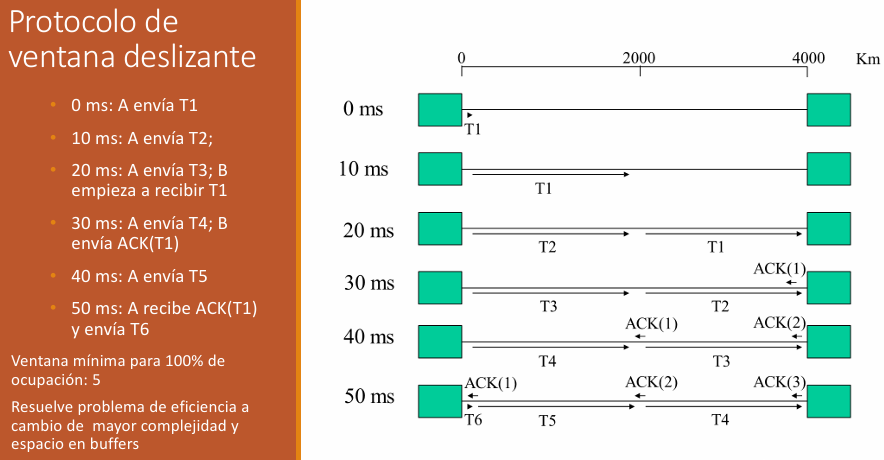 Protocolo de
ventana deslizante
• 0 ms: A envía T1
• 10 ms: A envía T2;
• 20 ms: A envía T3; B
empieza a recibir T1
• 30 ms: A envía T4; B
envía ACK(T1)
• 40 ms: A envía T5
• 50 ms: A recibe ACK(T1)
y envía T6
Ventana mínima para 100% de
ocupación: 5
Resuelve problema de eficiencia a
cambio de mayor complejidad y
espacio en buffers
0 2000 4000 Km
0 ms
T1
10 ms
T1
20 ms
T2 T1
30 ms ACK(1)
T3 T2
40 ms ACK(1) ACK(2)
T4 T3
50 ms ACK(1) ACK(2) ACK(3)
T6 T5 T4